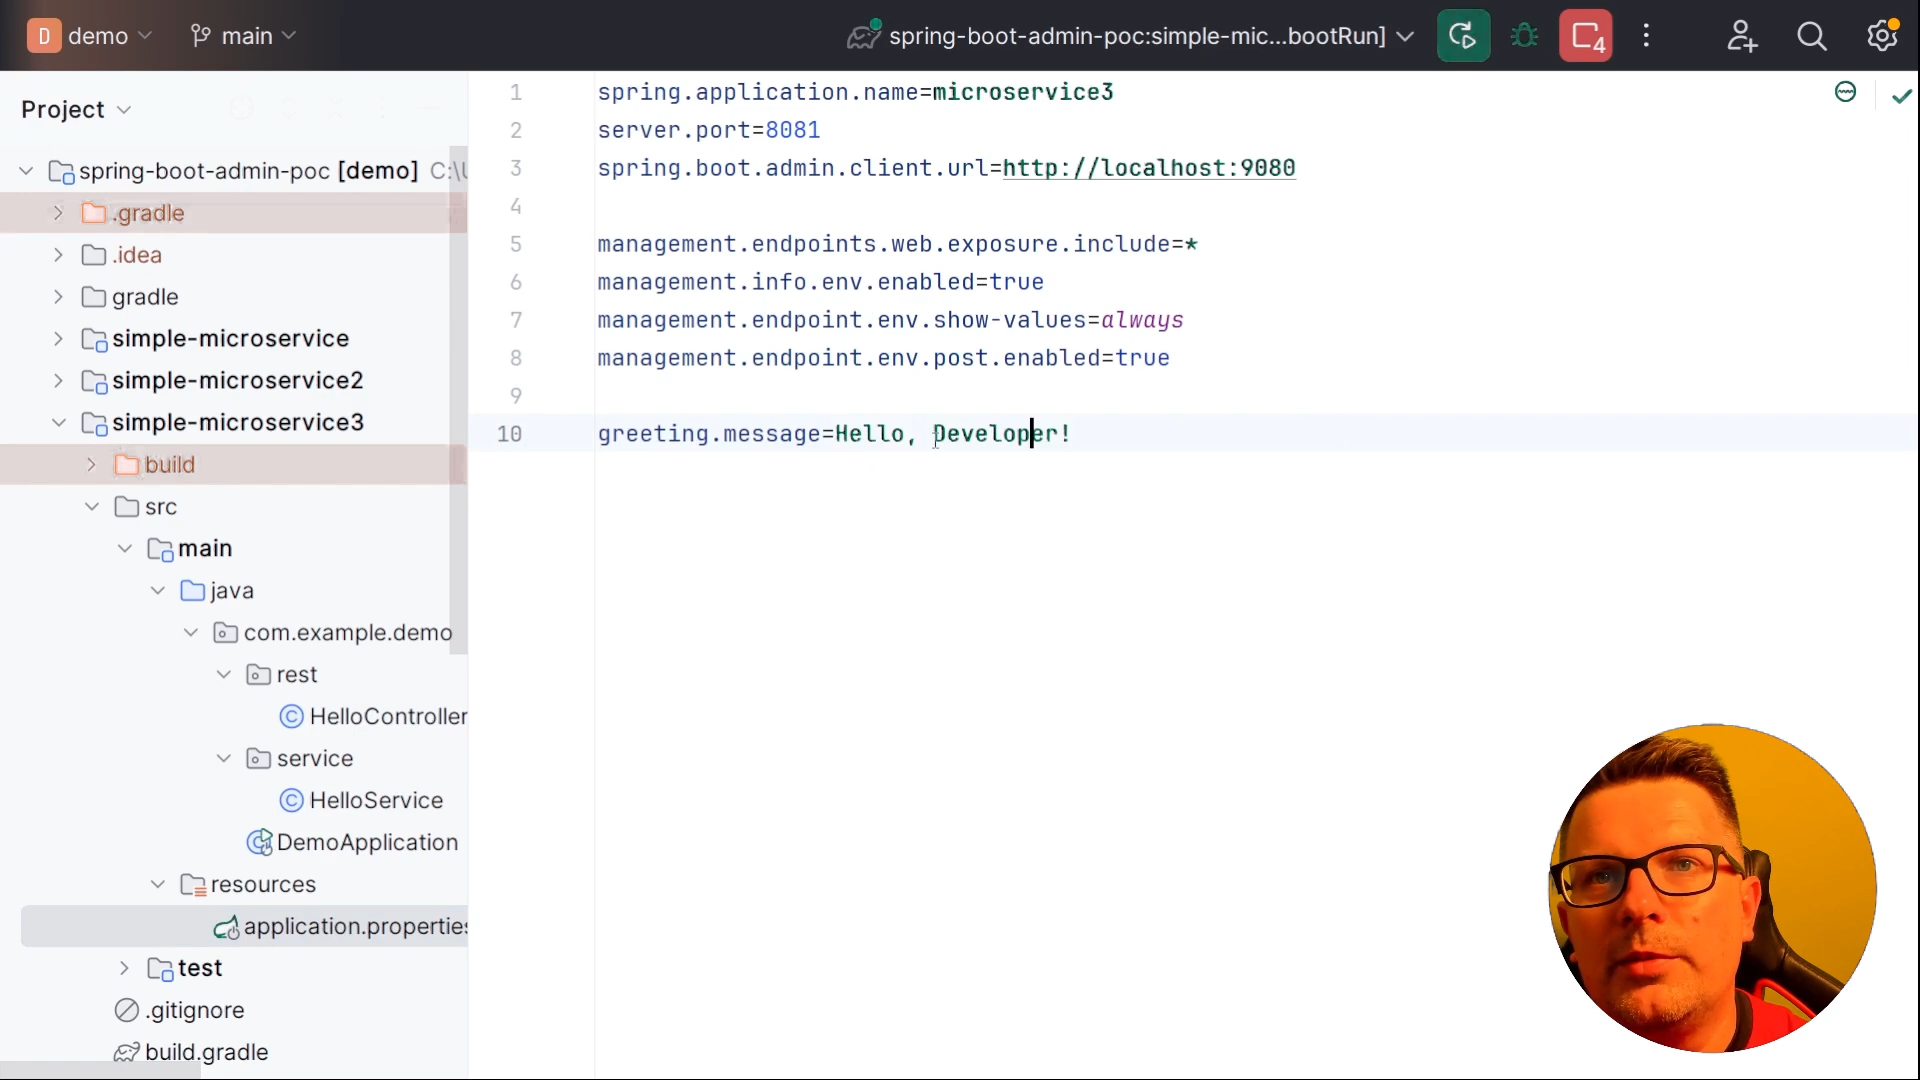 D demo
main
spring-boot-admin-poc:simple-mic...bootRun]
4
Project
spring-boot-admin-poc [demo] C:\U
.gradle
.idea
gradle
simple-microservice
simple-microservice2
simple-microservice3
build
src
main
java
com.example.demo
rest
HelloController
service
HelloService
DemoApplication
resources
application.properties
test
.gitignore
build.gradle
1 spring.application.name=microservice3
2 server.port=8081
3 spring.boot.admin.client.url=http://localhost:9080
4
5 management.endpoints.web.exposure.include=*
6 management.info.env.enabled=true
7 management.endpoint.env.show-values=always
8 management.endpoint.env.post.enabled=true
9
10 greeting.message=Hello, Developer!